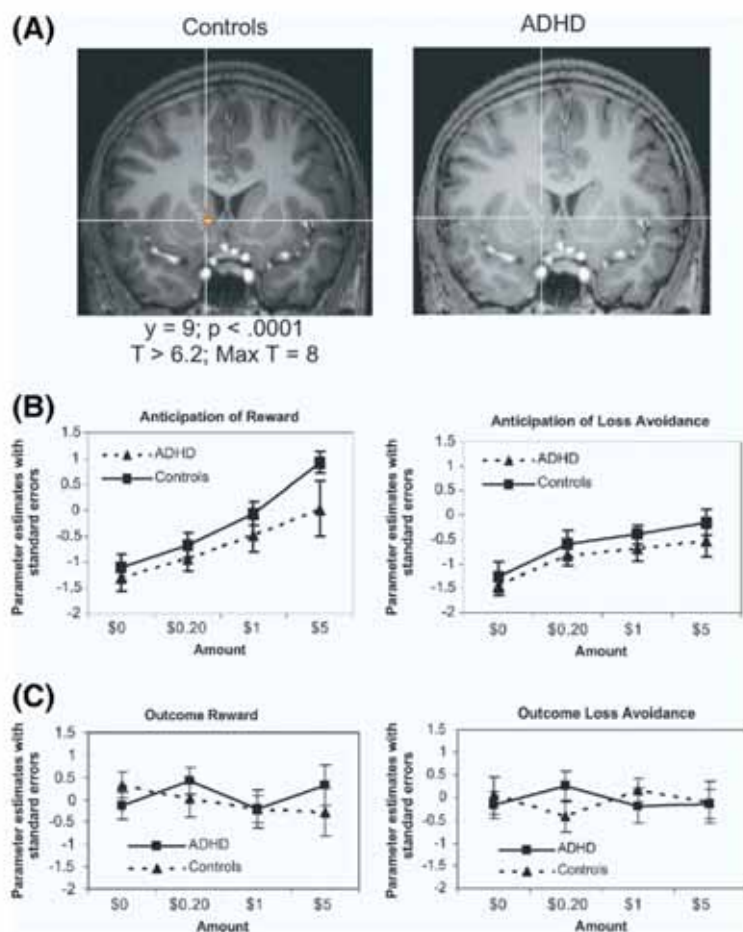 (A)
Controls
ADHD
y = 9; p < .0001
T > 6.2; Max T = 8
(B)
Anticipation of Reward
Parameter estimates with
standard errors
1.5
1
0.5
0
-0.5
-1
-1.5
-2
ADHD
Controls
$0
$0.20
$1
$5
Amount
Anticipation of Loss Avoidance
Parameter estimates with
standard errors
1.5
1
0.5
0
-0.5
-1
-1.5
-2
ADHD
Controls
$0
$0.20
$1
$5
Amount
(C)
Outcome Reward
Parameter estimates with
standard errors
1.5
1
0.5
0
-0.5
-1
-1.5
-2
ADHD
Controls
$0
$0.20
$1
$5
Amount
Outcome Loss Avoidance
Parameter estimates with
standard errors
1.5
1
0.5
0
-0.5
-1
-1.5
-2
ADHD
Controls
$0
$0.20
$1
$5
Amount